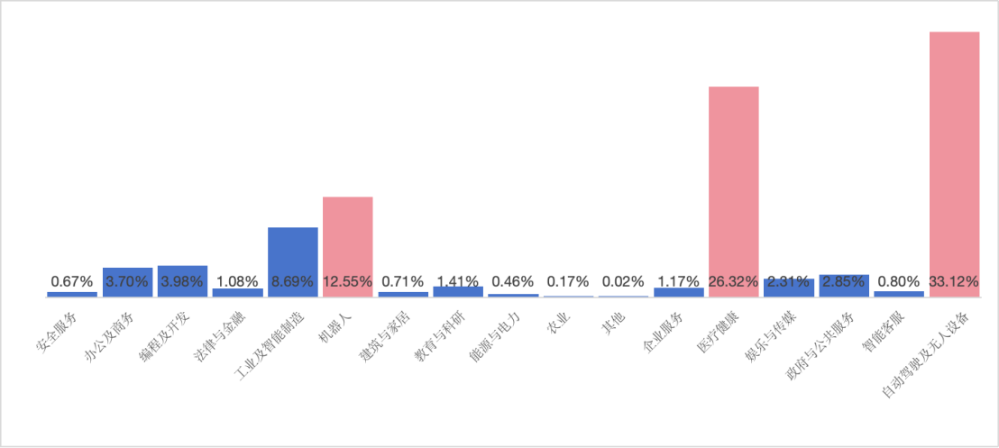 0.67%
3.70%
3.98%
1.08%
8.69%
12.55%
0.71%
1.41%
0.46%
0.17%
0.02%
1.17%
26.32%
2.31%
2.85%
0.80%
33.12%
安全服务
办公及商务
编程及开发
法律与金融
工业及智能制造
机器人
建筑与家居
教育与科研
能源与电力
农业
其他
企业服务
医疗健康
娱乐与传媒
政府与公共服务
智能客服
自动驾驶及无人设备